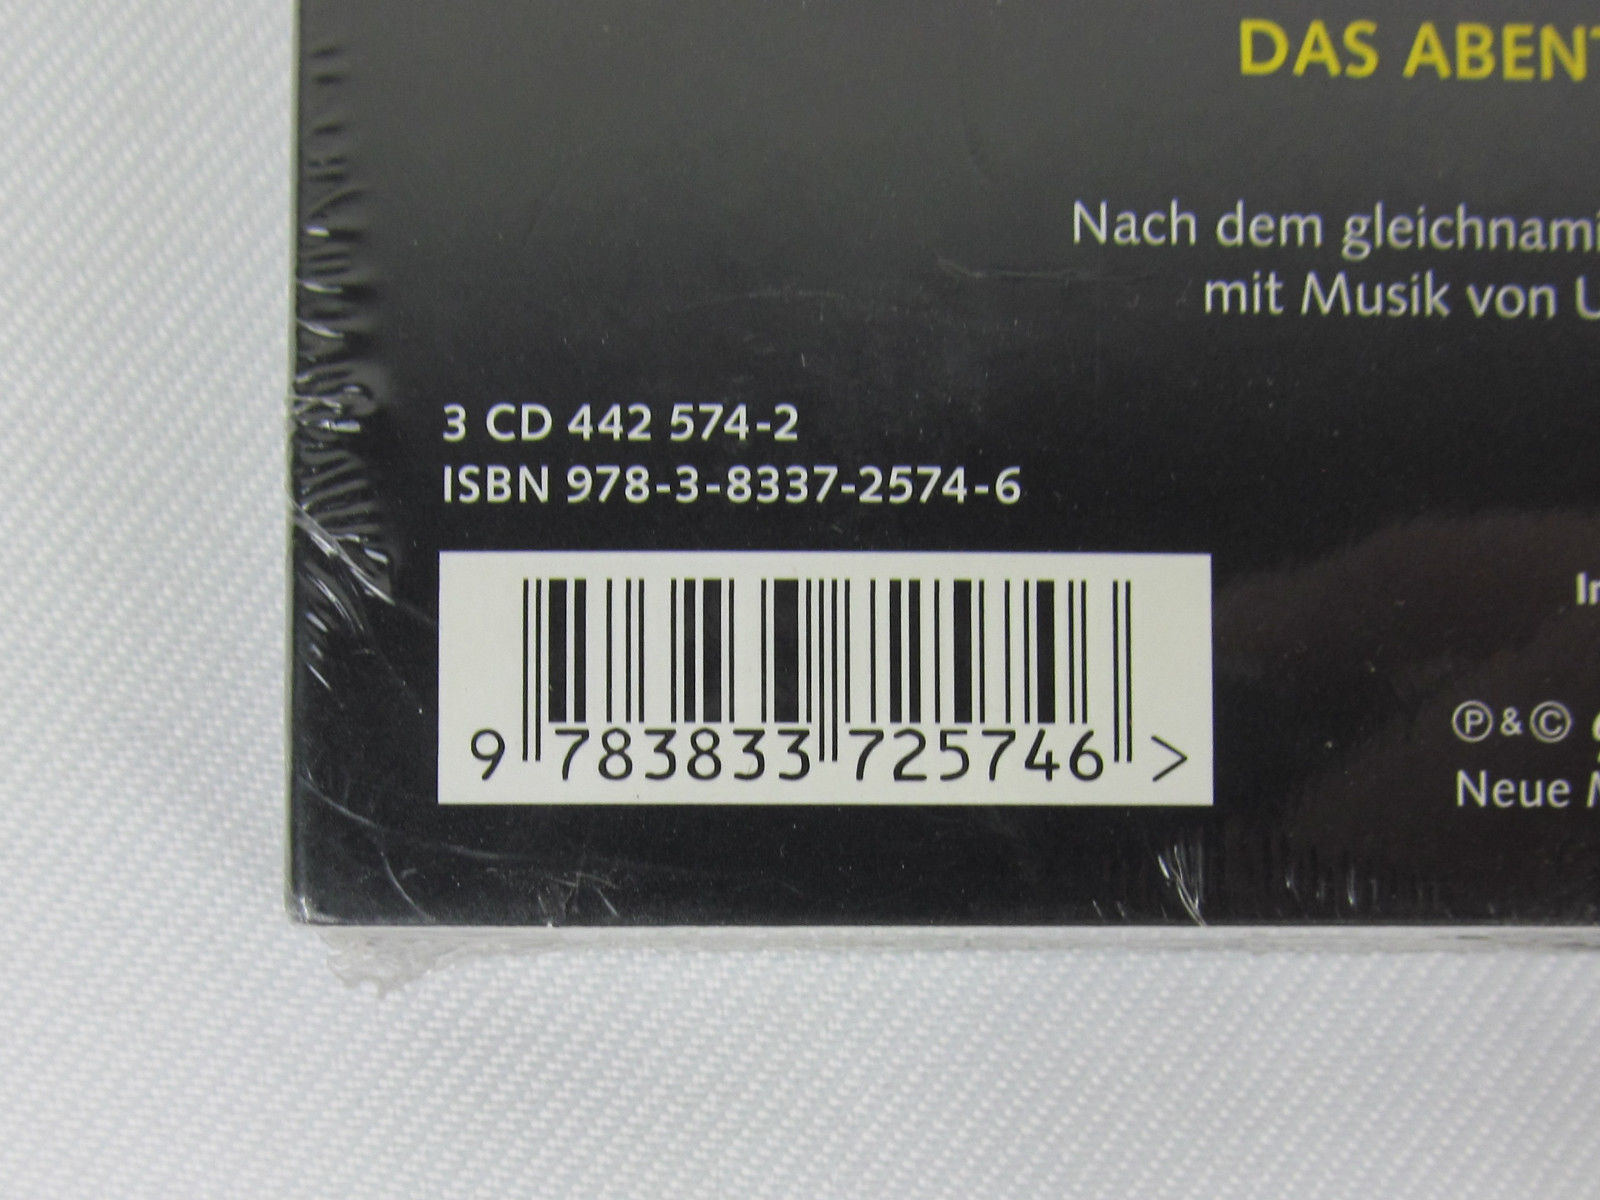 DAS ABENT
Nach dem gleichnami
mit Musik von U
3 CD 442 574-2
ISBN 978-3-8337-2574-6
9 783833 725746 >
Ⓟ & ©
Neue